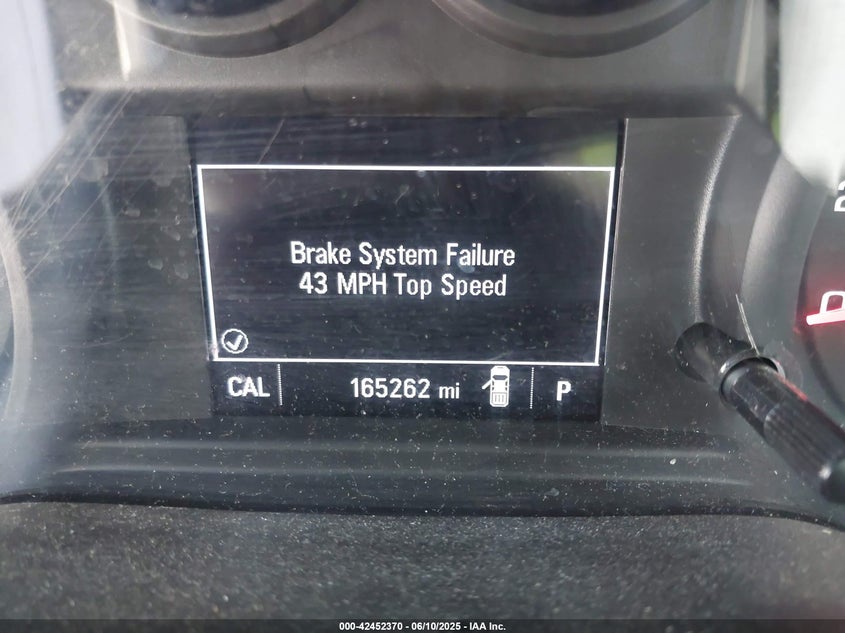 Brake System Failure
43 MPH Top Speed
CAL 165262 mi P
000-42452370 - 06/10/2025 - IAA Inc.